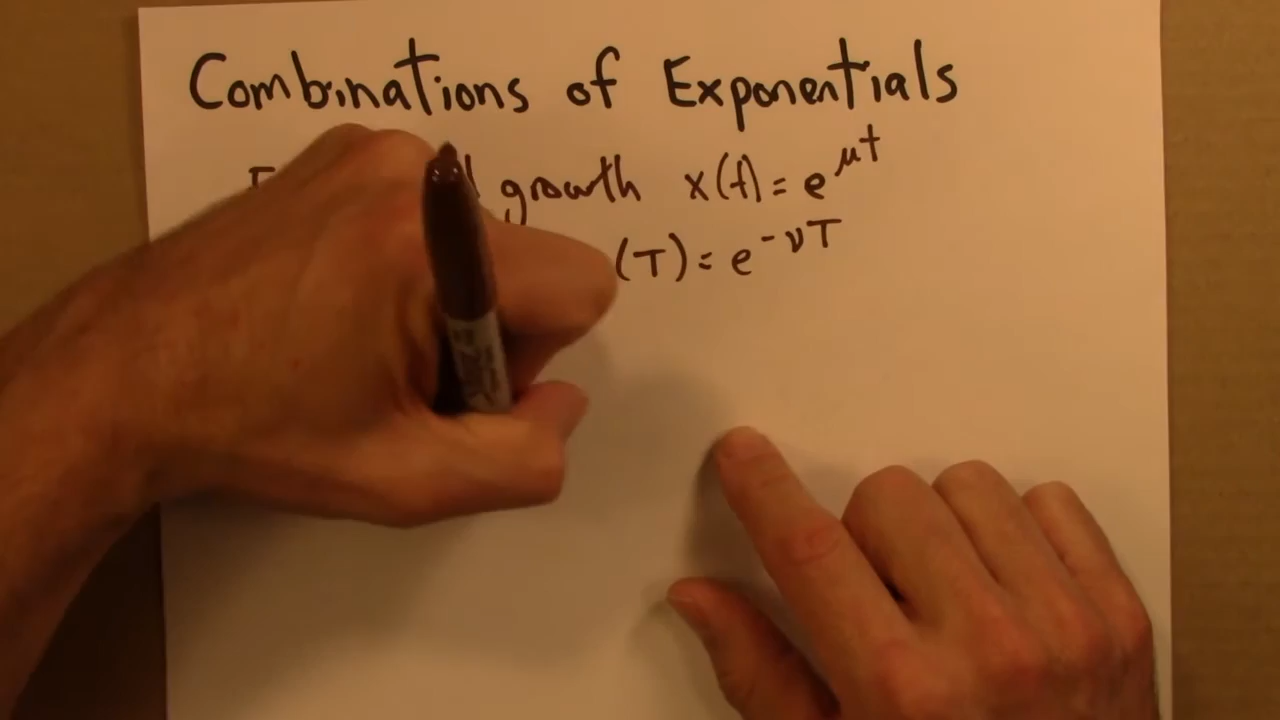 Combinations of Exponentials
growth x(t) = e^{μt}
(T) = e^{-νT}